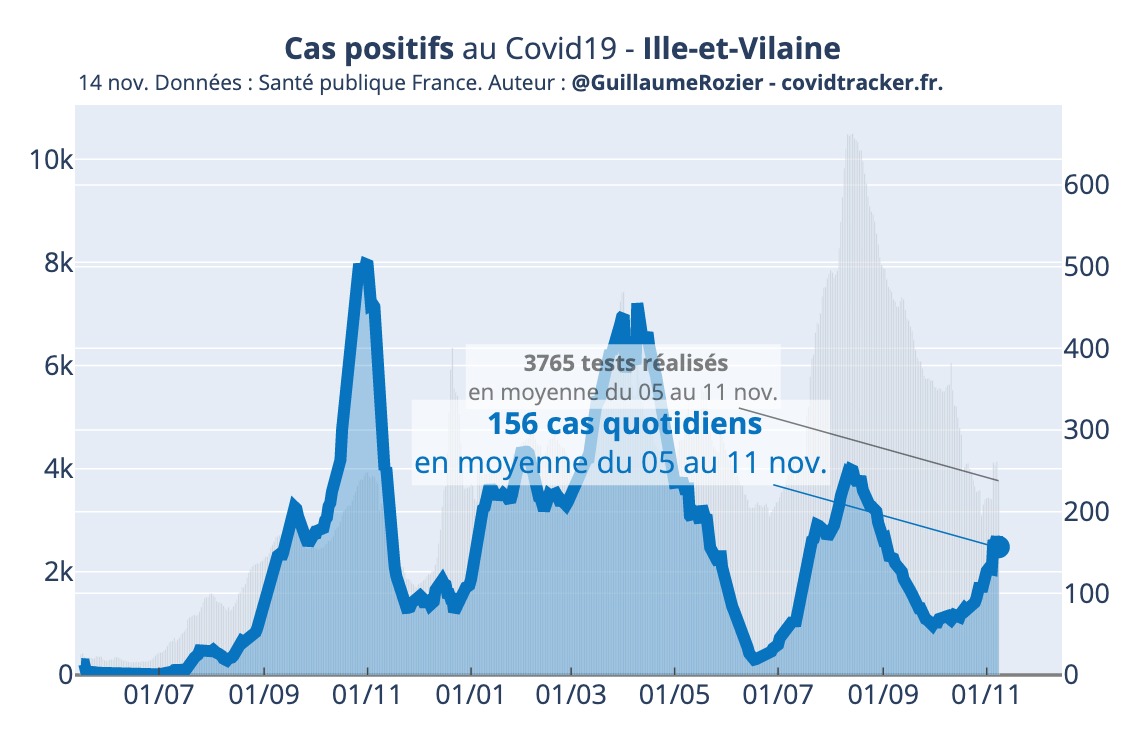 Cas positifs au Covid19 - Ille-et-Vilaine
14 nov. Données : Santé publique France. Auteur : @GuillaumeRozier - covidtracker.fr.
10k
8k
6k
4k
2k
0
600
500
400
300
200
100
0
3765 tests réalisés
en moyenne du 05 au 11 nov.
156 cas quotidiens
en moyenne du 05 au 11 nov.
01/07 01/09 01/11 01/01 01/03 01/05 01/07 01/09 01/11